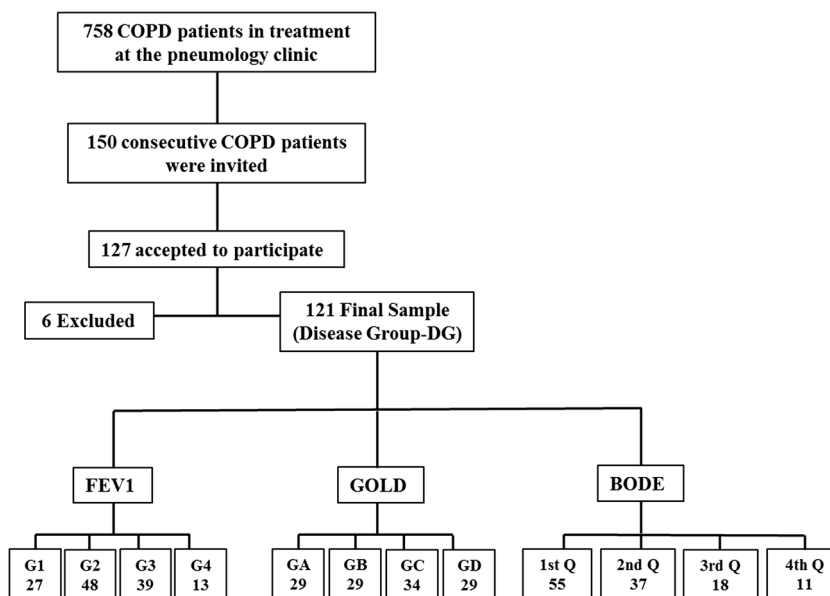 758 COPD patients in treatment
at the pneumology clinic
150 consecutive COPD patients
were invited
127 accepted to participate
6 Excluded
121 Final Sample
(Disease Group-DG)
FEV1
GOLD
BODE
G1
27
G2
48
G3
39
G4
13
GA
29
GB
29
GC
34
GD
29
1st Q
55
2nd Q
37
3rd Q
18
4th Q
11